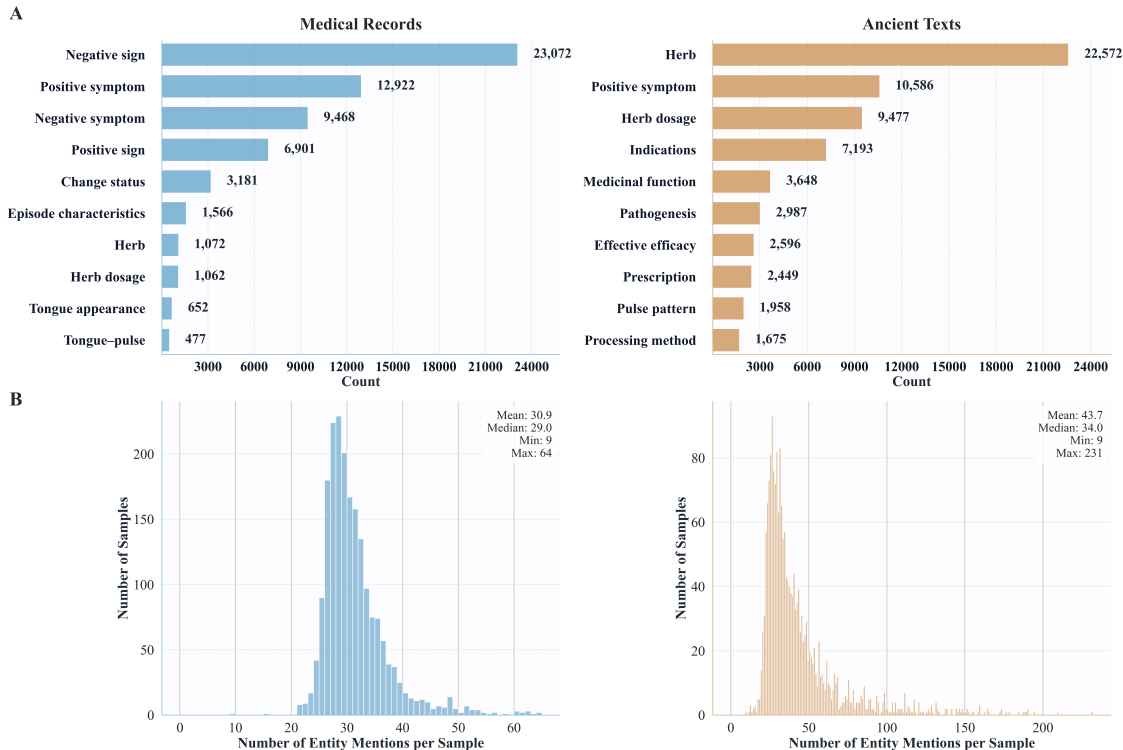 A
Medical Records
Negative sign 23,072
Positive symptom 12,922
Negative symptom 9,468
Positive sign 6,901
Change status 3,181
Episode characteristics 1,566
Herb 1,072
Herb dosage 1,062
Tongue appearance 652
Tongue–pulse 477
3000 6000 9000 12000 15000 18000 21000 24000
Count
Ancient Texts
Herb 22,572
Positive symptom 10,586
Herb dosage 9,477
Indications 7,193
Medicinal function 3,648
Pathogenesis 2,987
Effective efficacy 2,596
Prescription 2,449
Pulse pattern 1,958
Processing method 1,675
3000 6000 9000 12000 15000 18000 21000 24000
Count
B
Mean: 30.9
Median: 29.0
Min: 9
Max: 64
Number of Samples
200
150
100
50
0
0 10 20 30 40 50 60
Number of Entity Mentions per Sample
Mean: 43.7
Median: 34.0
Min: 9
Max: 231
Number of Samples
80
60
40
20
0
0 50 100 150 200
Number of Entity Mentions per Sample